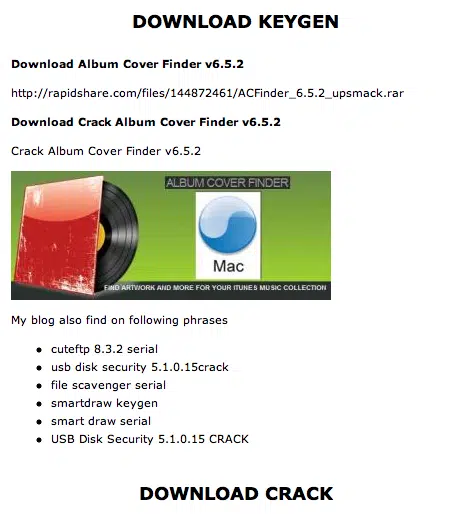 DOWNLOAD KEYGEN
Download Album Cover Finder v6.5.2
http://rapidshare.com/files/144872461/ACFinder_6.5.2_upsmack.rar
Download Crack Album Cover Finder v6.5.2
Crack Album Cover Finder v6.5.2
ALBUM COVER FINDER
Mac
FIND ARTWORK AND MORE FOR YOUR ITUNES MUSIC COLLECTION
My blog also find on following phrases
cuteftp 8.3.2 serial
usb disk security 5.1.0.15crack
file scavenger serial
smartdraw keygen
smart draw serial
USB Disk Security 5.1.0.15 CRACK
DOWNLOAD CRACK